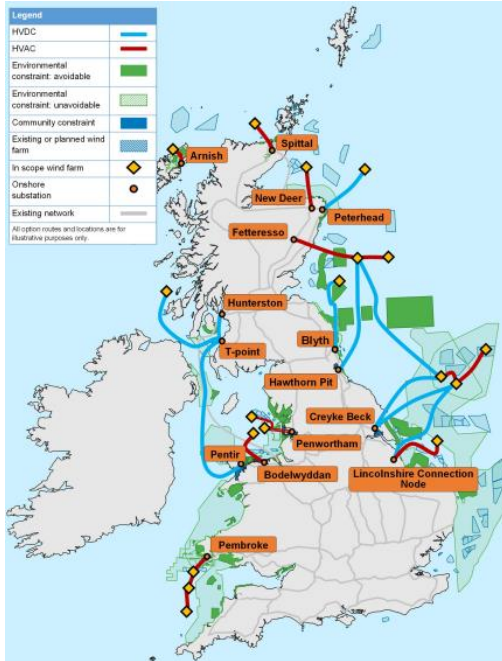 Legend
HVDC
HVAC
Environmental
constraint: avoidable
Environmental
constraint: unavoidable
Community constraint
Existing or planned wind
farm
In scope wind farm
Onshore
substation
Existing network
All option routes and locations are for
illustrative purposes only.
Arnish
Spittal
New Deer
Peterhead
Fetteresso
Hunterston
T-point
Blyth
Hawthorn Pit
Creyke Beck
Penwortham
Pentir
Bodelwyddan
Lincolnshire Connection
Node
Pembroke